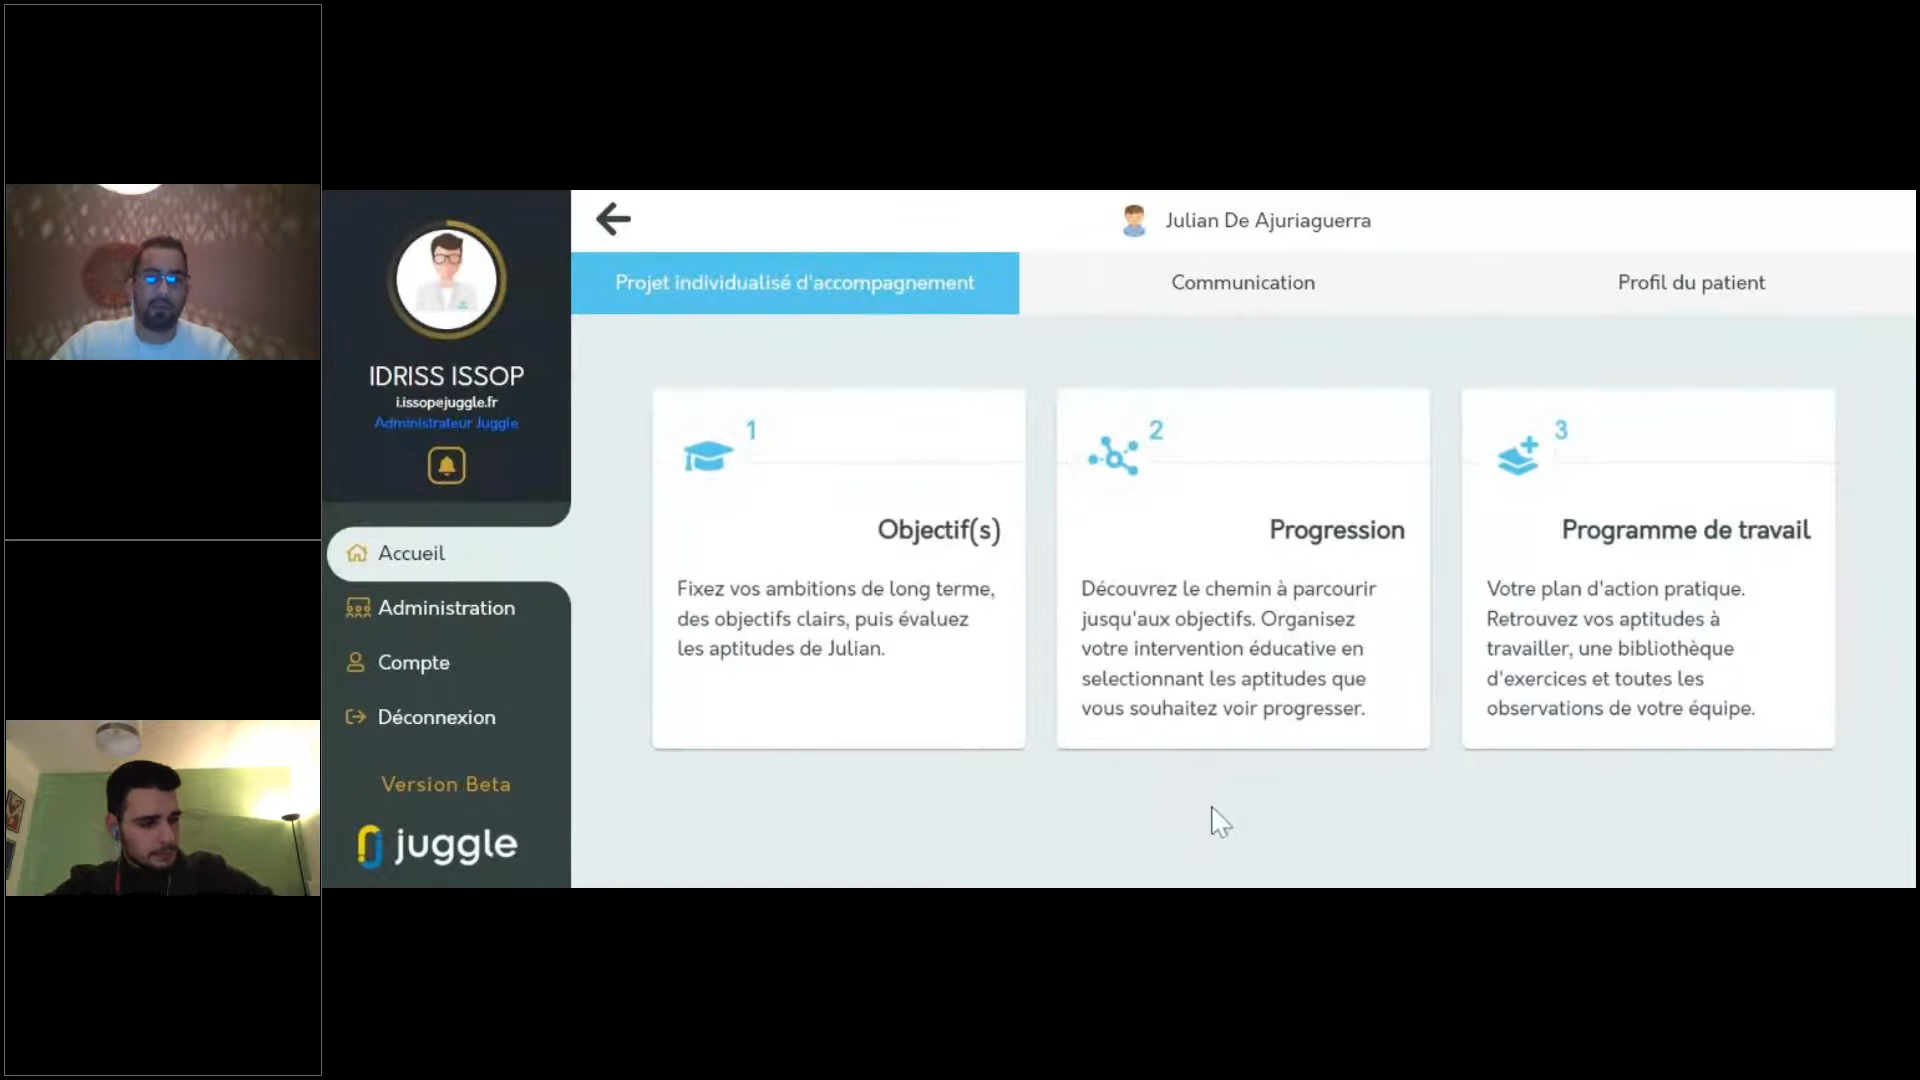 IDRISS ISSOP
i.issop@juggle.fr
Administrateur Juggle
Accueil
Administration
Compte
Déconnexion
Version Beta
juggle
Julian De Ajuriaguerra
Projet individualisé d'accompagnement
Communication
Profil du patient
1
Objectif(s)
Fixez vos ambitions de long terme,
des objectifs clairs, puis évaluez
les aptitudes de Julian.
2
Progression
Découvrez le chemin à parcourir
jusqu'aux objectifs. Organisez
votre intervention éducative en
selectionnant les aptitudes que
vous souhaitez voir progresser.
3
Programme de travail
Votre plan d'action pratique.
Retrouvez vos aptitudes à
travailler, une bibliothèque
d'exercices et toutes les
observations de votre équipe.